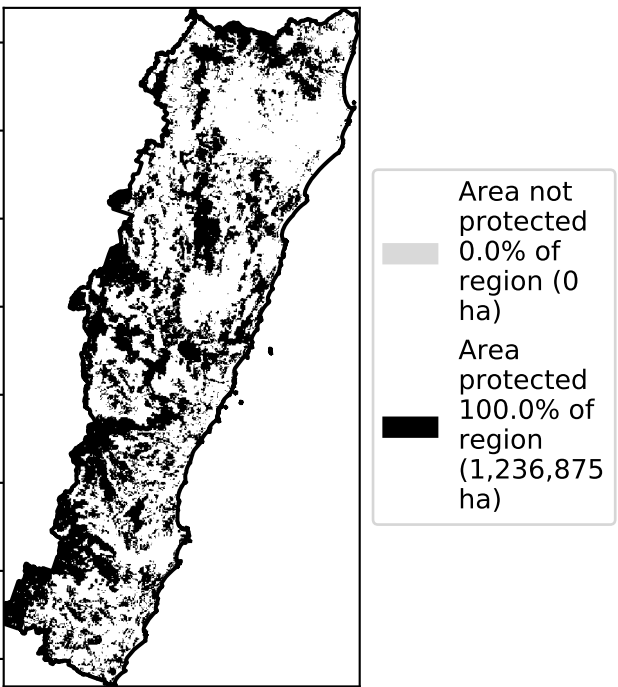 Area not
protected
0.0% of
region (0
ha)
Area
protected
100.0% of
region
(1,236,875
ha)